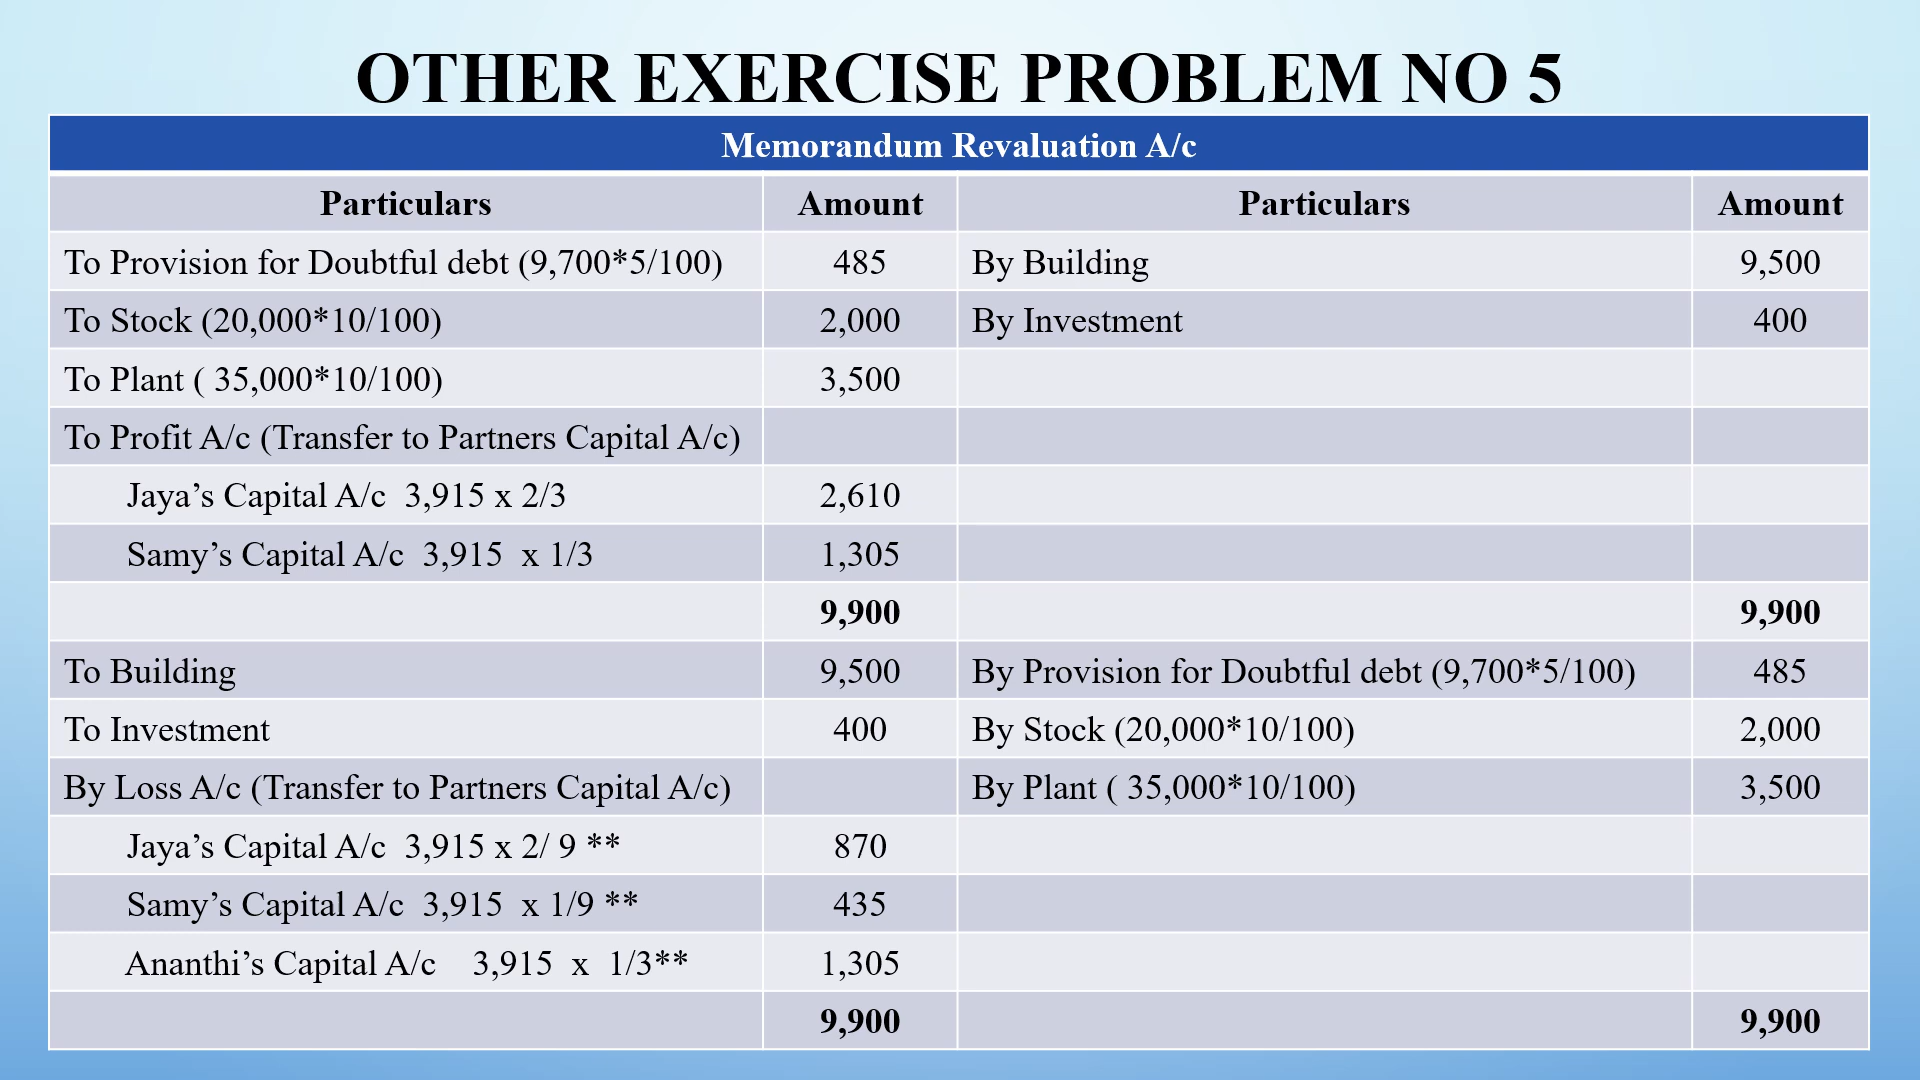 OTHER EXERCISE PROBLEM NO 5
Memorandum Revaluation A/c
Particulars Amount Particulars Amount
To Provision for Doubtful debt (9,700*5/100) 485 By Building 9,500
To Stock (20,000*10/100) 2,000 By Investment 400
To Plant ( 35,000*10/100) 3,500
To Profit A/c (Transfer to Partners Capital A/c)
Jaya’s Capital A/c 3,915 x 2/3 2,610
Samy’s Capital A/c 3,915 x 1/3 1,305
9,900 9,900
To Building 9,500 By Provision for Doubtful debt (9,700*5/100) 485
To Investment 400 By Stock (20,000*10/100) 2,000
By Loss A/c (Transfer to Partners Capital A/c) By Plant ( 35,000*10/100) 3,500
Jaya’s Capital A/c 3,915 x 2/ 9 ** 870
Samy’s Capital A/c 3,915 x 1/9 ** 435
Ananthi’s Capital A/c 3,915 x 1/3** 1,305
9,900 9,900